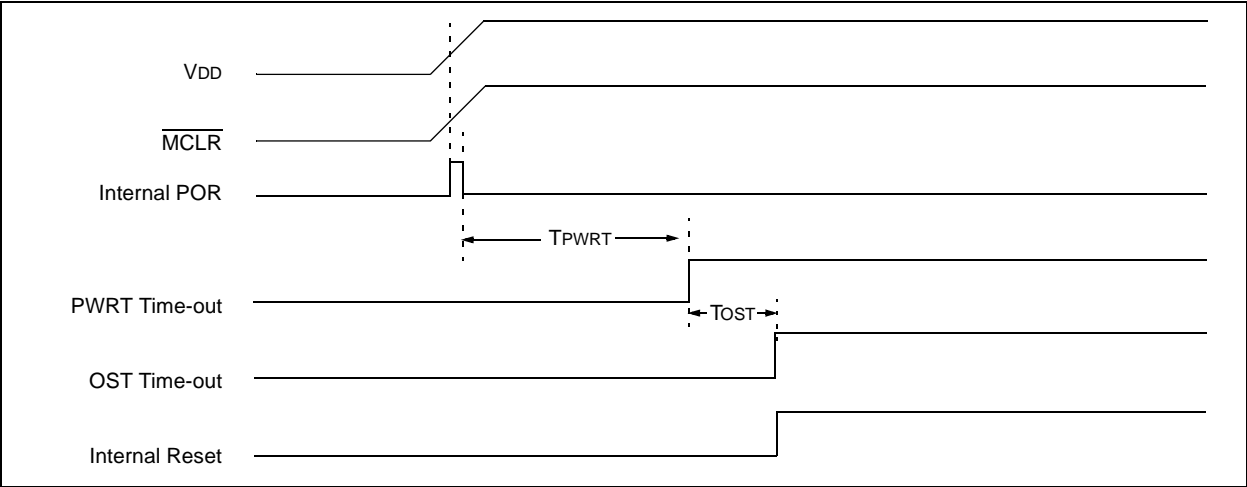 VDD
MCLR
Internal POR
TPWRT
PWRT Time-out
TOST
OST Time-out
Internal Reset